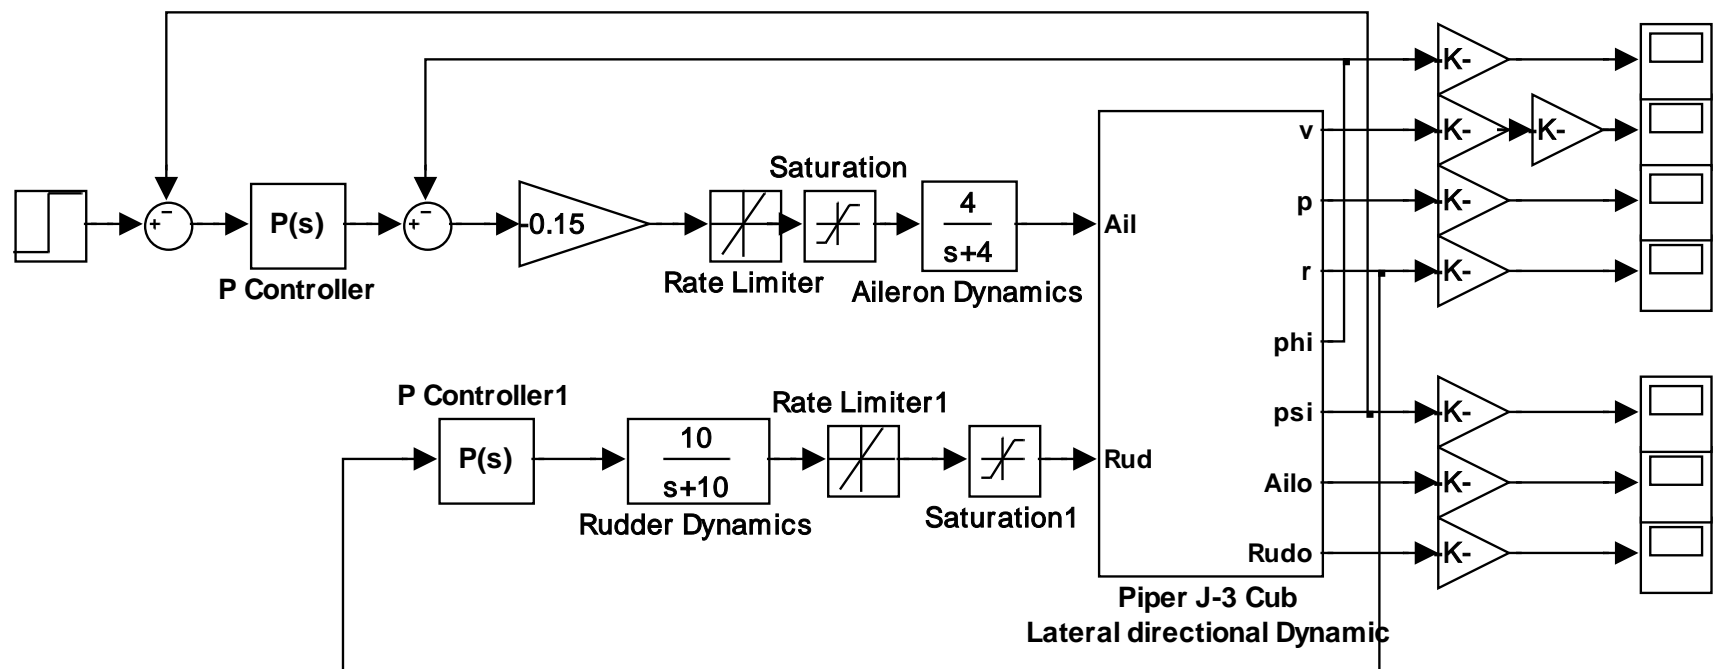 -K-
v
-K-
-K-
Saturation
p
-K-
+
−
P(s)
+
−
-0.15
4
s+4
Ail
r
-K-
Rate Limiter
Aileron Dynamics
P Controller
phi
P Controller1
Rate Limiter1
psi
-K-
P(s)
10
s+10
Rud
Ailo
-K-
Rudder Dynamics
Saturation1
Rudo
-K-
Piper J-3 Cub
Lateral directional Dynamic